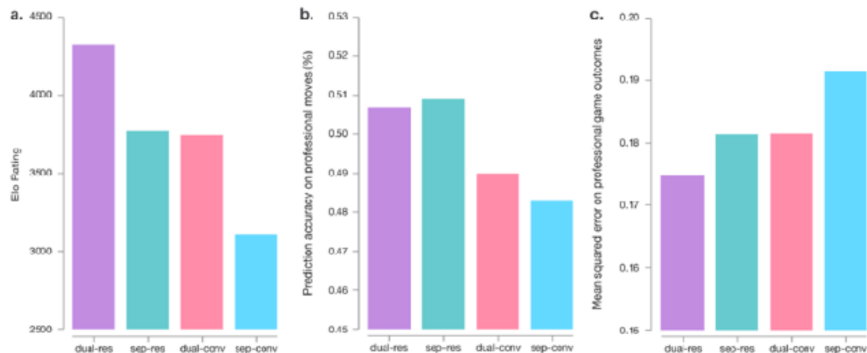 a.
Elo Rating
4500
4000
3500
3000
2500
dual-res sep-res dual-conv sep-conv
b.
Prediction accuracy on professional moves (%)
0.53
0.52
0.51
0.50
0.49
0.48
0.47
0.46
0.45
dual-res sep-res dual-conv sep-conv
c.
Mean squared error on professional game outcomes
0.20
0.19
0.18
0.17
0.16
0.15
dual-res sep-res dual-conv sep-conv